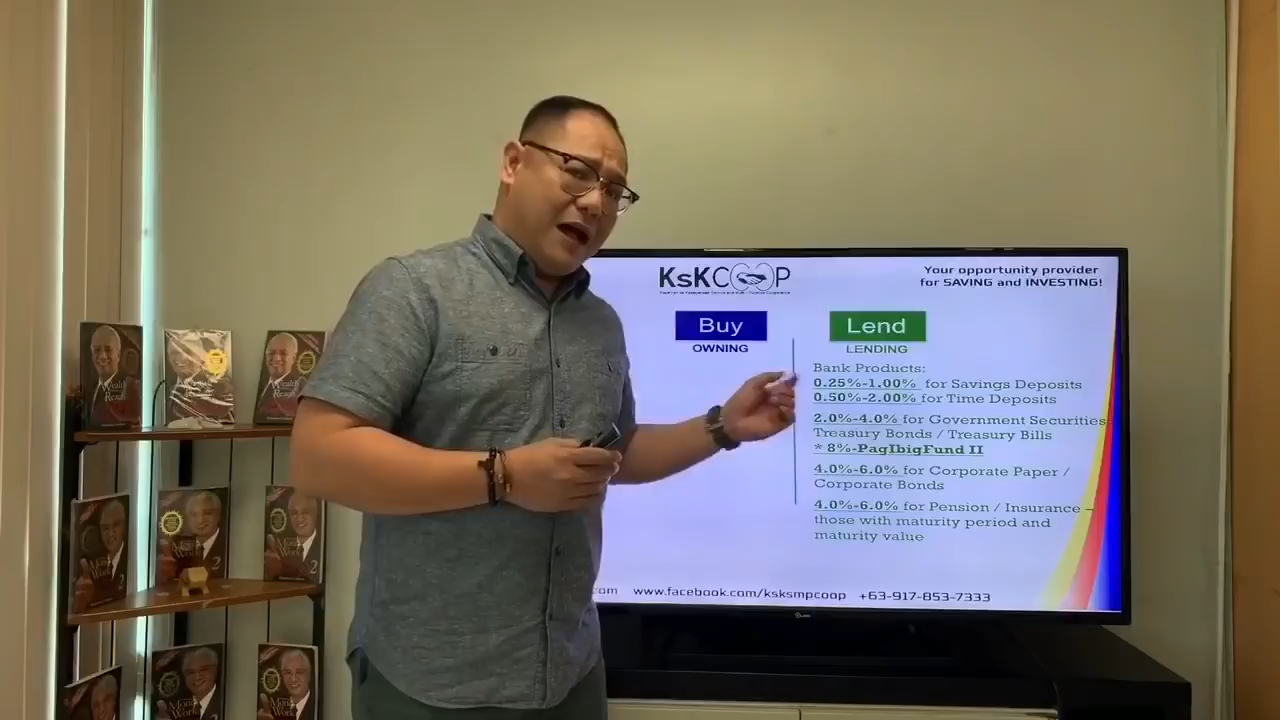 KsKCOOP
Your opportunity provider
for SAVING and INVESTING!
Buy
OWNING
Lend
LENDING
Bank Products:
0.25%-1.00% for Savings Deposits
0.50%-2.00% for Time Deposits
2.0%-4.0% for Government Securities
Treasury Bonds / Treasury Bills
* 8%-PagIbigFund II
4.0%-6.0% for Corporate Paper /
Corporate Bonds
4.0%-6.0% for Pension / Insurance –
those with maturity period and
maturity value
.com www.facebook.com/ksksmpcoop +63-917-853-7333